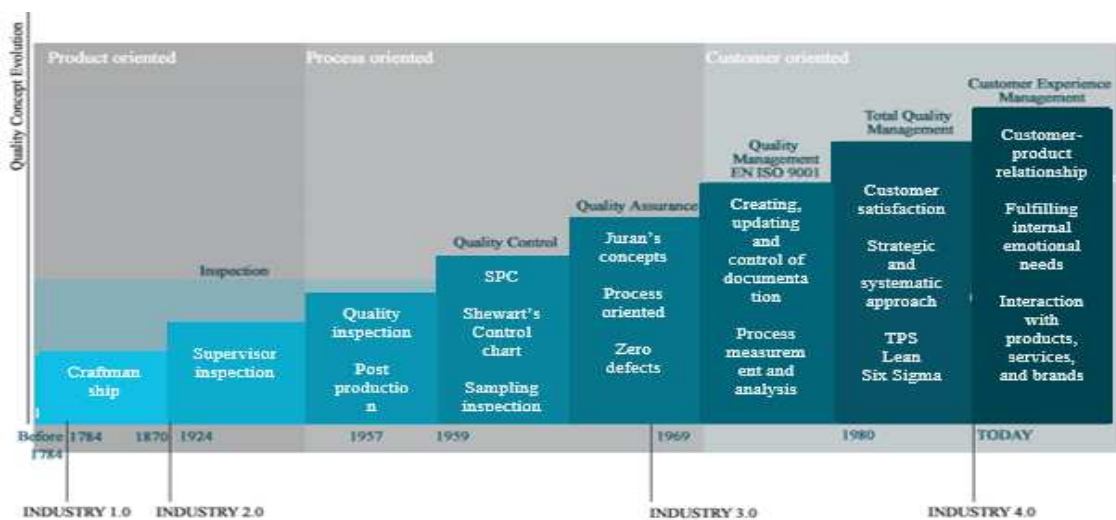 Quality Concept Evolution
Product oriented
Process oriented
Customer oriented
Inspection
Quality Control
Quality Assurance
Quality
Management
EN ISO 9001
Total Quality
Management
Customer Experience
Management
Craftman
ship
Supervisor
inspection
Quality
inspection
Post
productio
n
SPC
Shewart's
Control
chart
Sampling
inspection
Juran's
concepts
Process
oriented
Zero
defects
Creating,
updating
and
control of
documenta
tion
Process
measurem
ent and
analysis
Customer
satisfaction
Strategic
and
systematic
approach
TPS
Lean
Six Sigma
Customer-
product
relationship
Fulfilling
internal
emotional
needs
Interaction
with
products,
services,
and brands
Before
1784
1784
1870
1924
1957
1959
1969
1980
TODAY
INDUSTRY 1.0
INDUSTRY 2.0
INDUSTRY 3.0
INDUSTRY 4.0